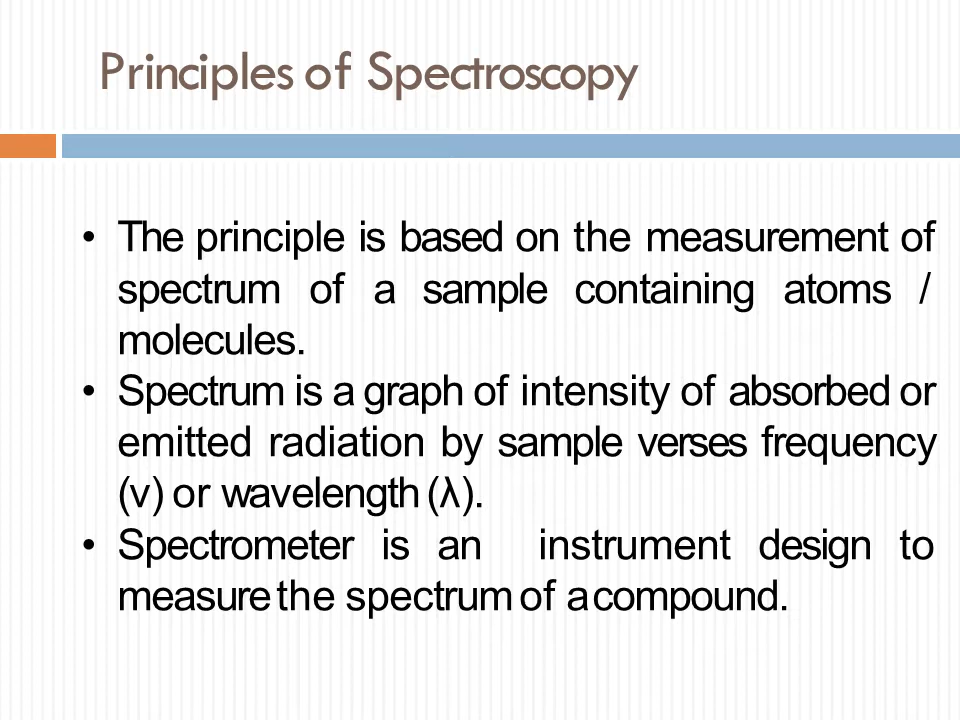 Principles of Spectroscopy
• The principle is based on the measurement of
spectrum of a sample containing atoms /
molecules.
• Spectrum is a graph of intensity of absorbed or
emitted radiation by sample verses frequency
(ν) or wavelength (λ).
• Spectrometer is an instrument design to
measure the spectrum of a compound.